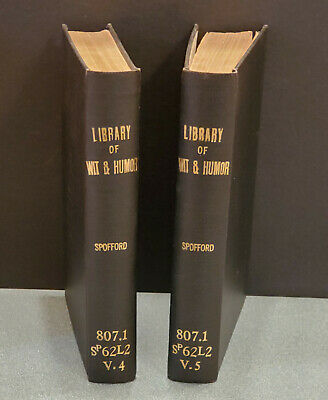 LIBRARY
OF
WIT & HUMOR
SPOFFORD
807.1
SP62L2
V.4
LIBRARY
OF
WIT & HUMOR
SPOFFORD
807.1
SP62L2
V.5